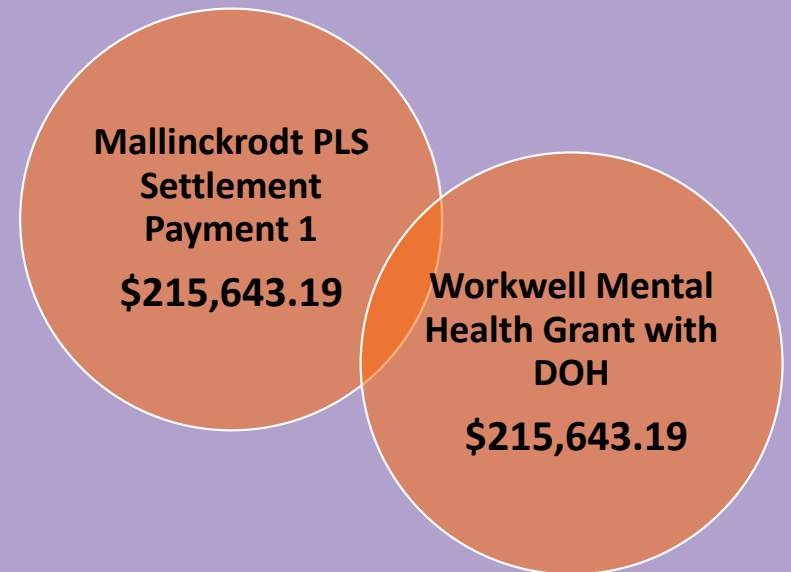 Mallinckrodt PLS
Settlement
Payment 1
$215,643.19
Workwell Mental
Health Grant with
DOH
$215,643.19